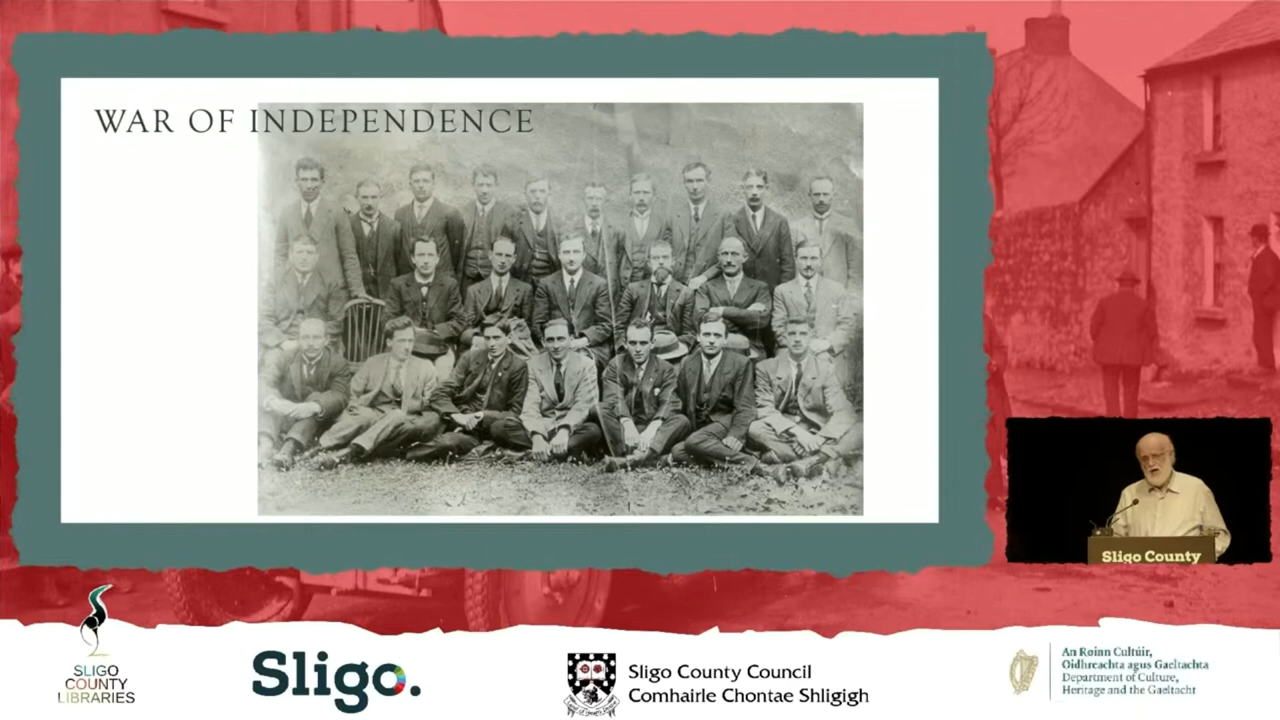 WAR OF INDEPENDENCE
Sligo County
SLIGO
COUNTY
LIBRARIES
Sligo.
Sligo County Council
Comhairle Chontae Shligigh
An Roinn Cultúir,
Oidhreachta agus Gaeltachta
Department of Culture,
Heritage and the Gaeltacht